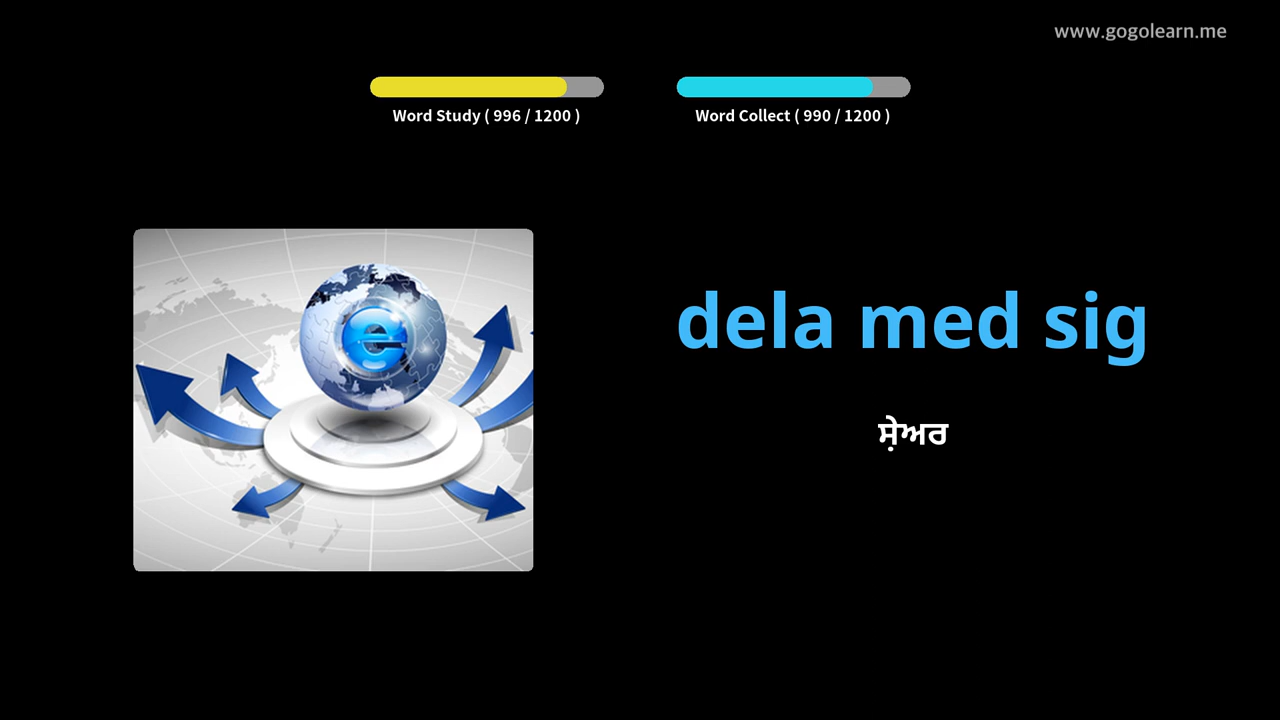 www.gogolearn.me
Word Study ( 996 / 1200 )
Word Collect ( 990 / 1200 )
e
dela med sig
ਸ਼ੇਅਰ